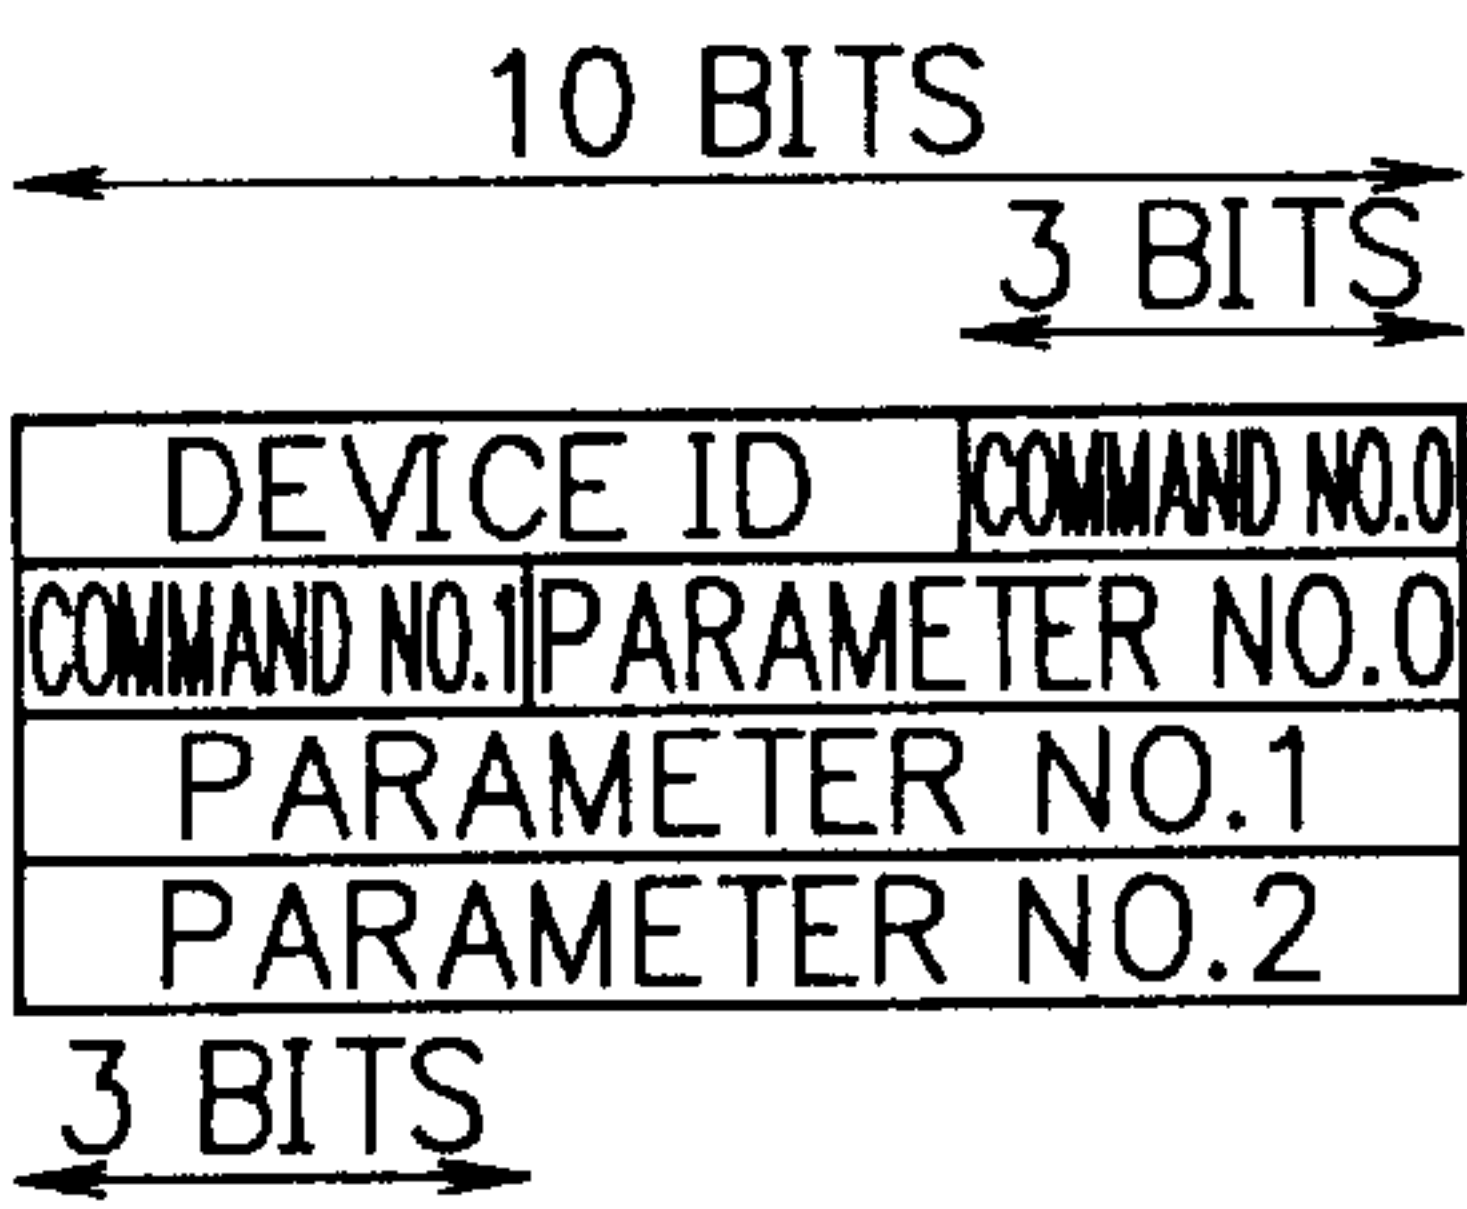 10 BITS
3 BITS
DEVICE ID COMMAND NO.0
COMMAND NO.1 PARAMETER NO.0
PARAMETER NO.1
PARAMETER NO.2
3 BITS